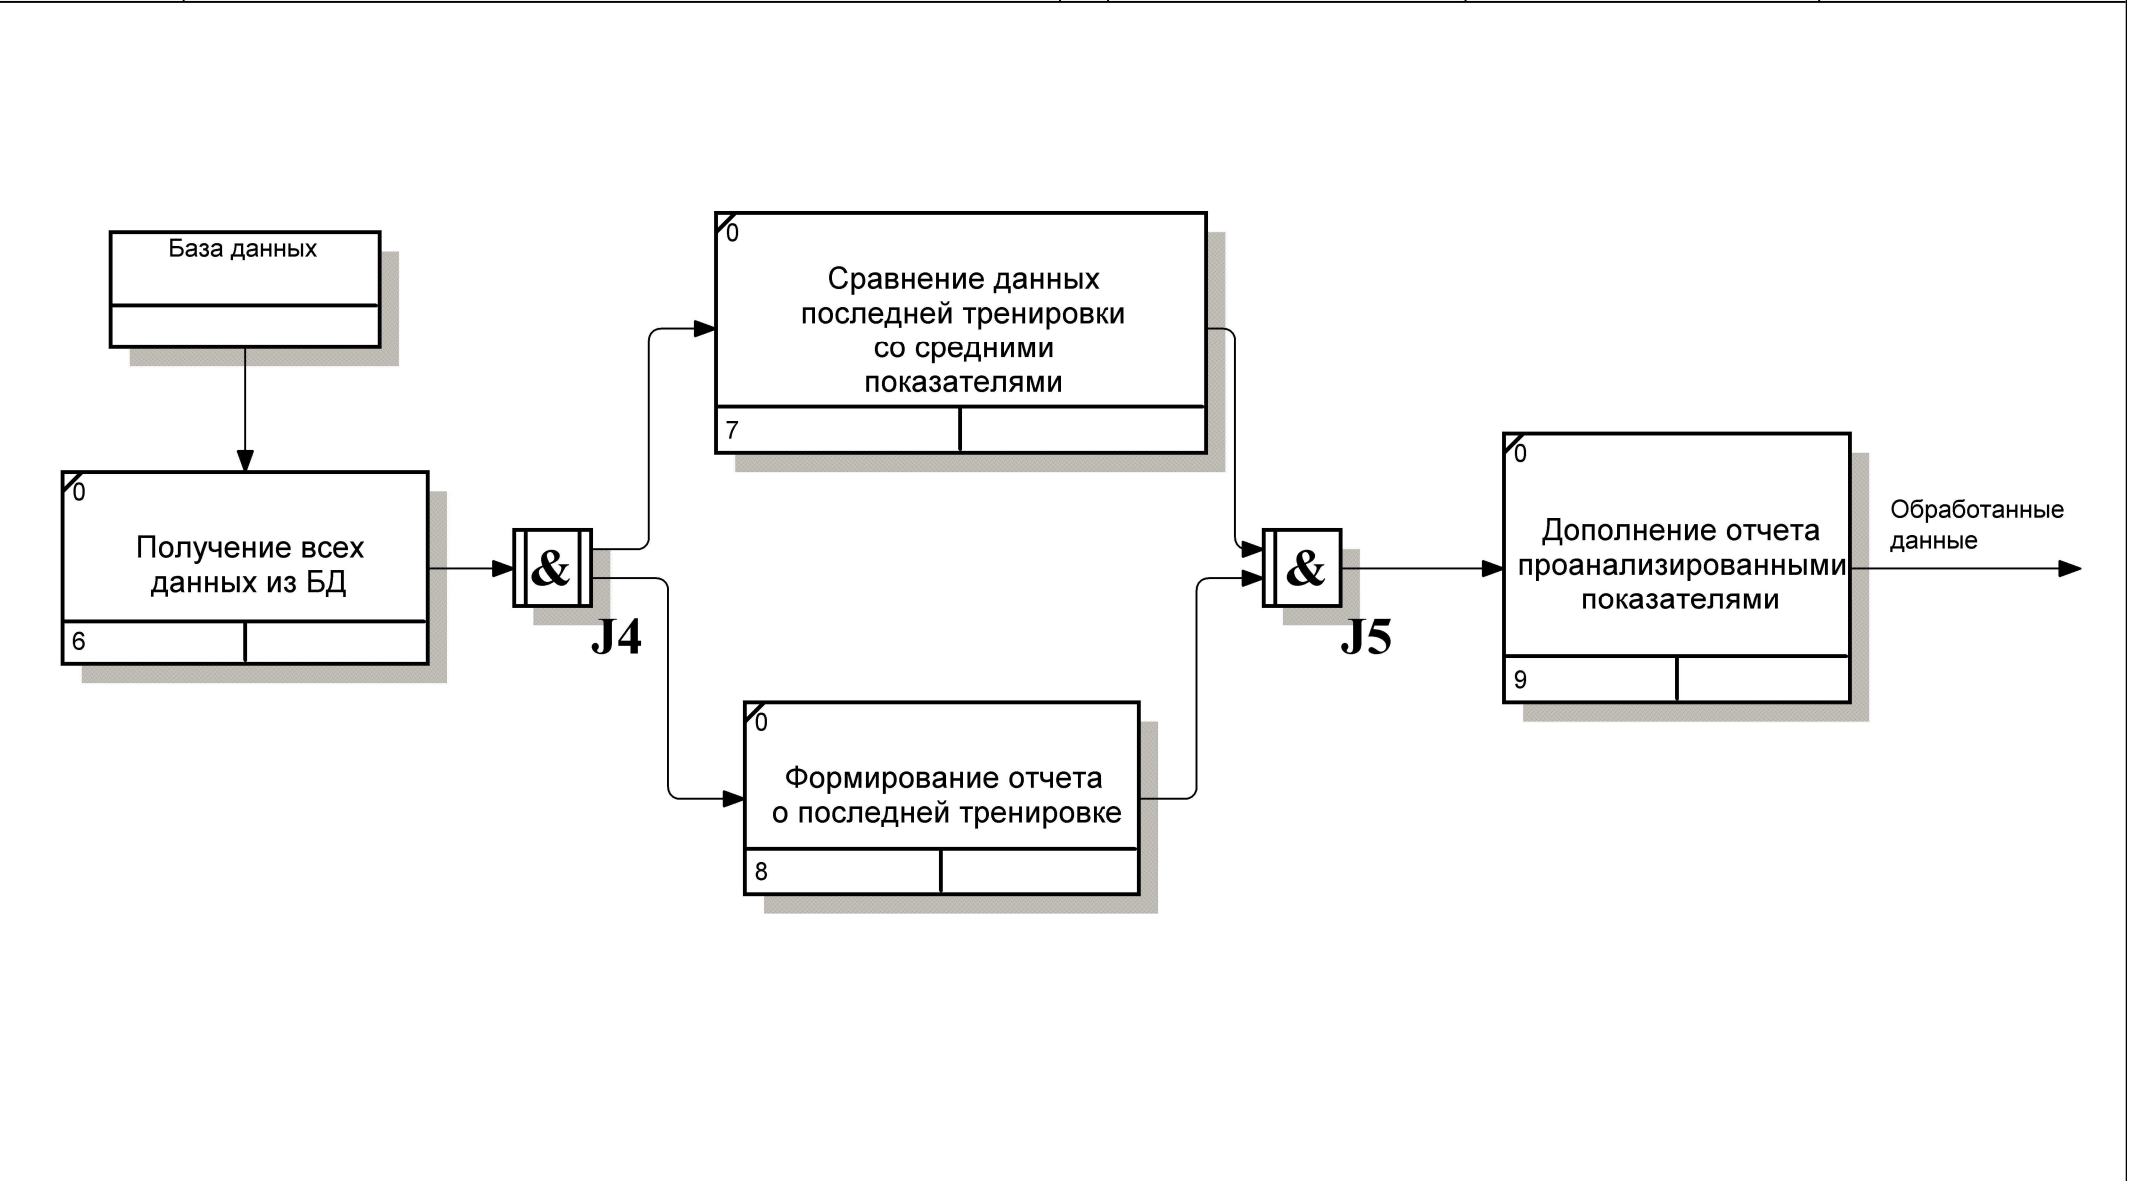 База данных
0
Получение всех
данных из БД
6
&
J4
0
Сравнение данных
последней тренировки
со средними
показателями
7
0
Формирование отчета
о последней тренировке
8
&
J5
0
Дополнение отчета
проанализированными
показателями
9
Обработанные
данные